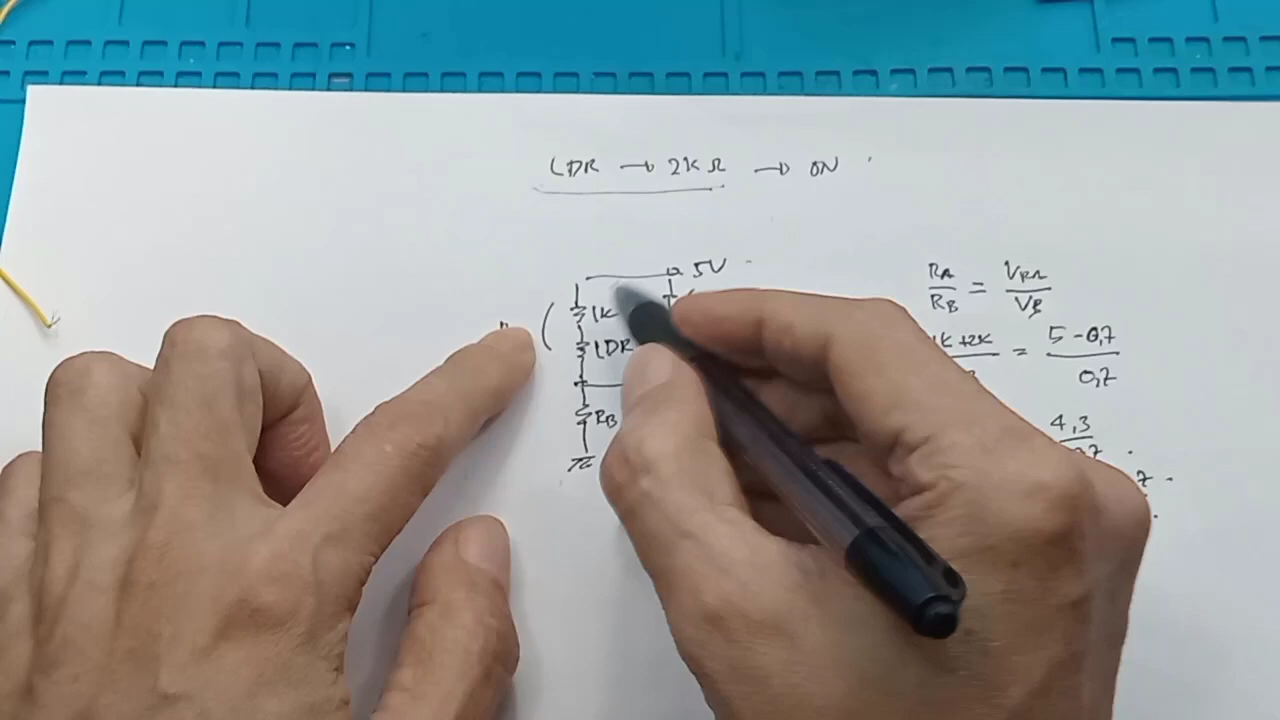 LDR → 2K Ω → ON
5V
1K
LDR
RB
RA / RB = VRA / VB
1K+2K = 5-0,7 / 0,7
4,3